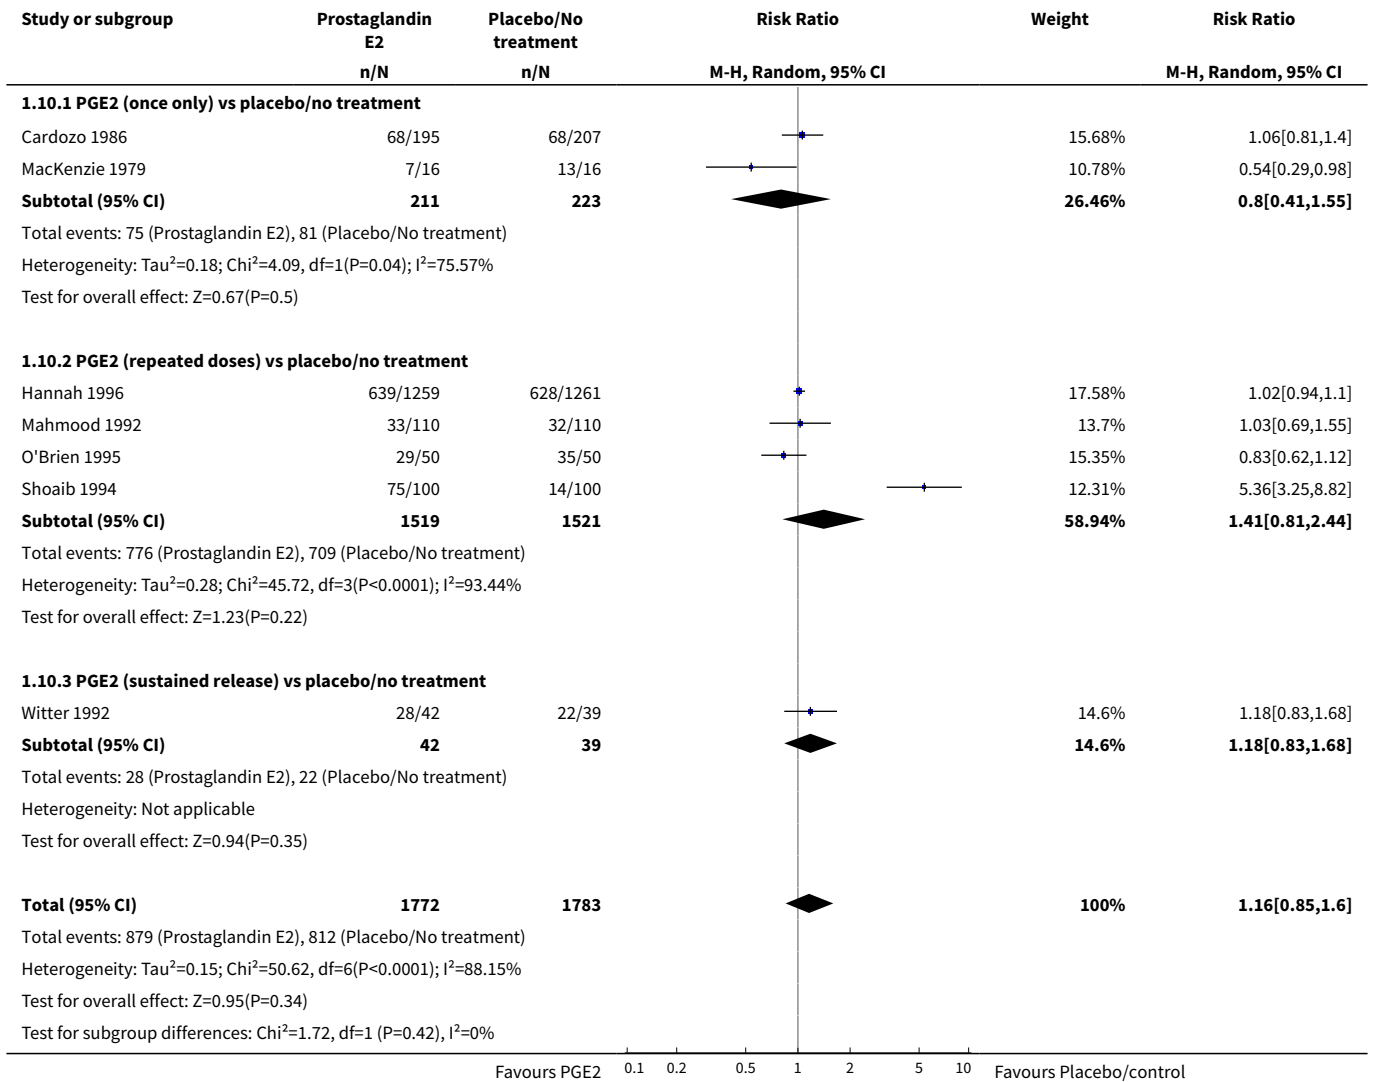 Study or subgroup Prostaglandin E2 Placebo/No treatment Risk Ratio Weight Risk Ratio
n/N n/N M-H, Random, 95% CI M-H, Random, 95% CI
1.10.1 PGE2 (once only) vs placebo/no treatment
Cardozo 1986 68/195 68/207 15.68% 1.06[0.81,1.4]
MacKenzie 1979 7/16 13/16 10.78% 0.54[0.29,0.98]
Subtotal (95% CI) 211 223 26.46% 0.8[0.41,1.55]
Total events: 75 (Prostaglandin E2), 81 (Placebo/No treatment)
Heterogeneity: Tau²=0.18; Chi²=4.09, df=1(P=0.04); I²=75.57%
Test for overall effect: Z=0.67(P=0.5)
1.10.2 PGE2 (repeated doses) vs placebo/no treatment
Hannah 1996 639/1259 628/1261 17.58% 1.02[0.94,1.1]
Mahmood 1992 33/110 32/110 13.7% 1.03[0.69,1.55]
O'Brien 1995 29/50 35/50 15.35% 0.83[0.62,1.12]
Shoaib 1994 75/100 14/100 12.31% 5.36[3.25,8.82]
Subtotal (95% CI) 1519 1521 58.94% 1.41[0.81,2.44]
Total events: 776 (Prostaglandin E2), 709 (Placebo/No treatment)
Heterogeneity: Tau²=0.28; Chi²=45.72, df=3(P<0.0001); I²=93.44%
Test for overall effect: Z=1.23(P=0.22)
1.10.3 PGE2 (sustained release) vs placebo/no treatment
Witter 1992 28/42 22/39 14.6% 1.18[0.83,1.68]
Subtotal (95% CI) 42 39 14.6% 1.18[0.83,1.68]
Total events: 28 (Prostaglandin E2), 22 (Placebo/No treatment)
Heterogeneity: Not applicable
Test for overall effect: Z=0.94(P=0.35)
Total (95% CI) 1772 1783 100% 1.16[0.85,1.6]
Total events: 879 (Prostaglandin E2), 812 (Placebo/No treatment)
Heterogeneity: Tau²=0.15; Chi²=50.62, df=6(P<0.0001); I²=88.15%
Test for overall effect: Z=0.95(P=0.34)
Test for subgroup differences: Chi²=1.72, df=1 (P=0.42), I²=0%
Favours PGE2 0.1 0.2 0.5 1 2 5 10 Favours Placebo/control